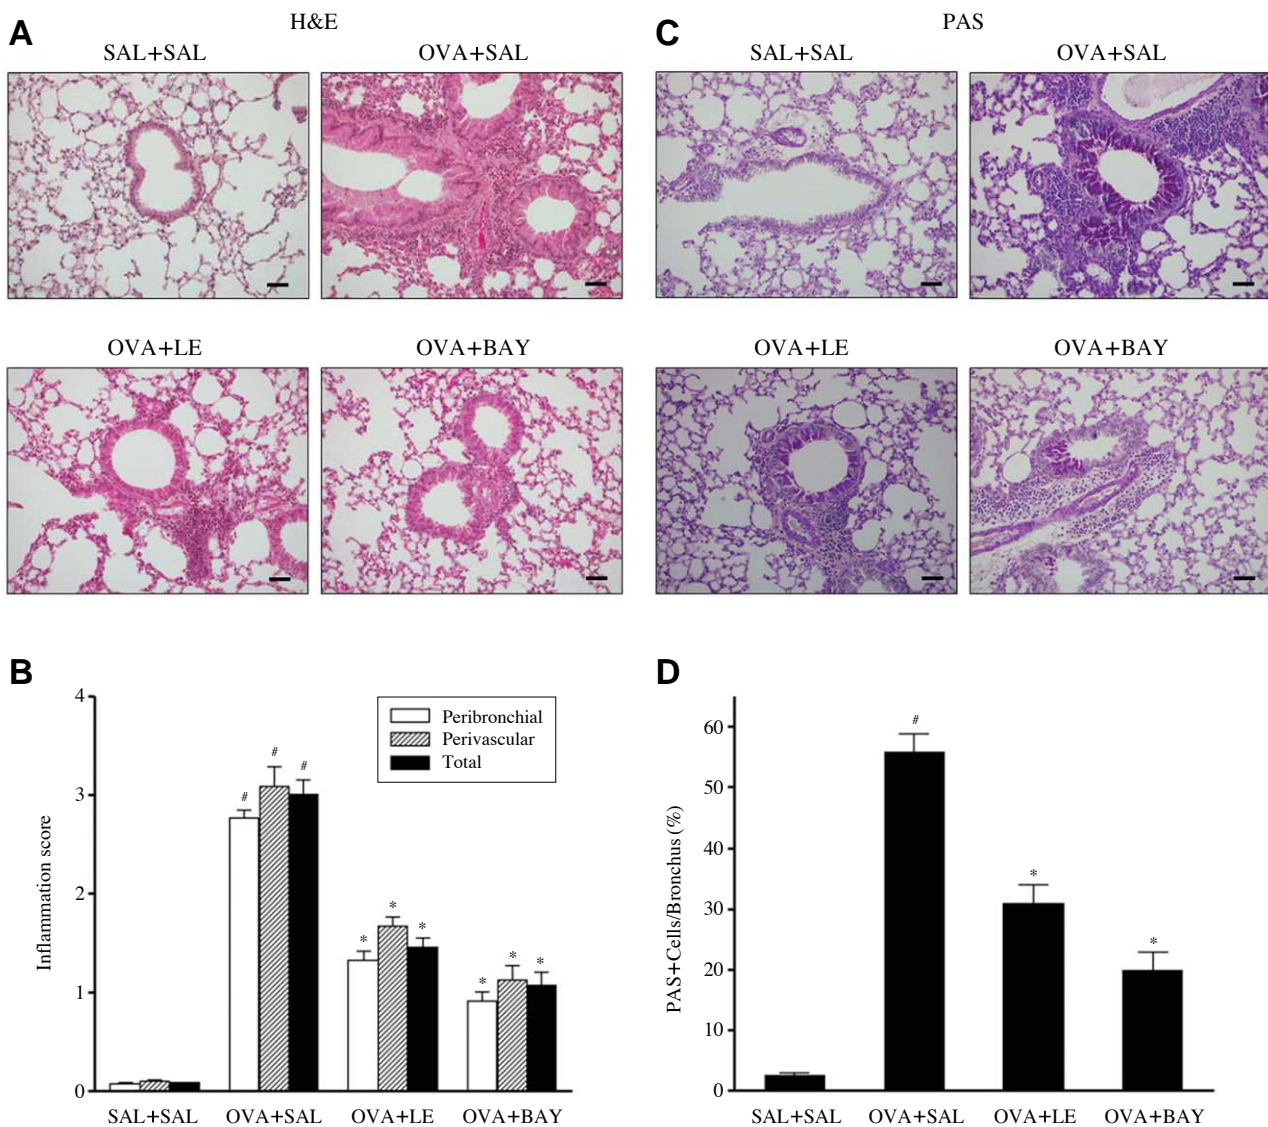 A
H&E
SAL+SAL
OVA+SAL
OVA+LE
OVA+BAY
C
PAS
SAL+SAL
OVA+SAL
OVA+LE
OVA+BAY
B
4
3
2
1
0
Inflammation score
Peribronchial
Perivascular
Total
#
#
#
*
*
*
*
*
*
SAL+SAL
OVA+SAL
OVA+LE
OVA+BAY
D
60
50
40
30
20
10
0
PAS+Cells/Bronchus (%)
#
*
*
SAL+SAL
OVA+SAL
OVA+LE
OVA+BAY